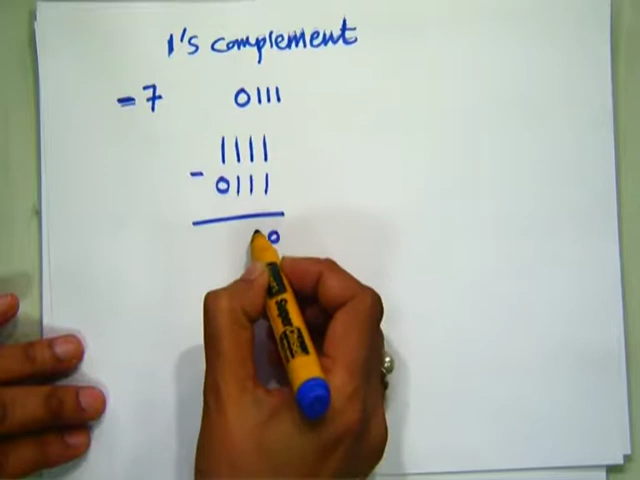 1's complement
-7 0111
1111
- 0111
0